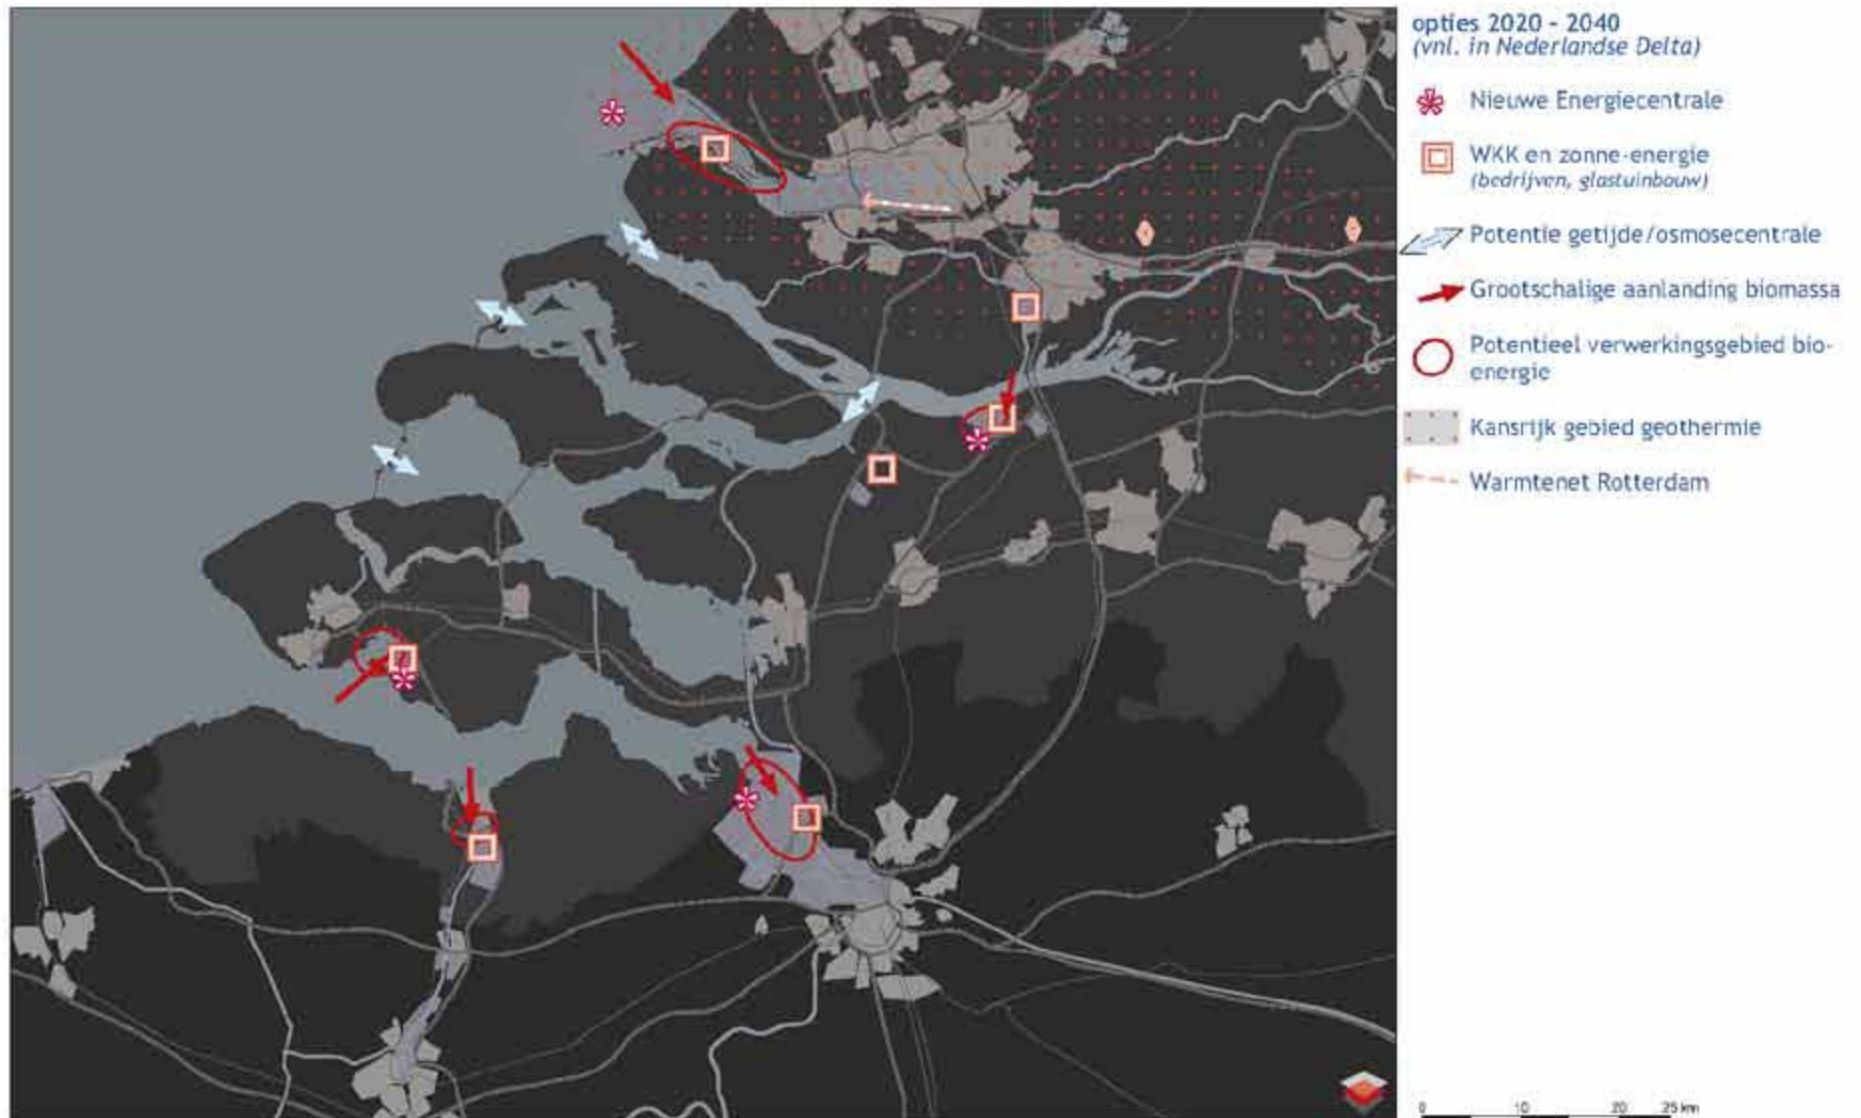 opties 2020 - 2040
(vnl. in Nederlandse Delta)
Nieuwe Energiecentrale
WKK en zonne-energie
(bedrijven, glastuinbouw)
Potentie getijde/osmosecentrale
Grootschalige aanlanding biomassa
Potentieel verwerkingsgebied bio-
energie
Kansrijk gebied geothermie
Warmtenet Rotterdam
0 10 20 25 km